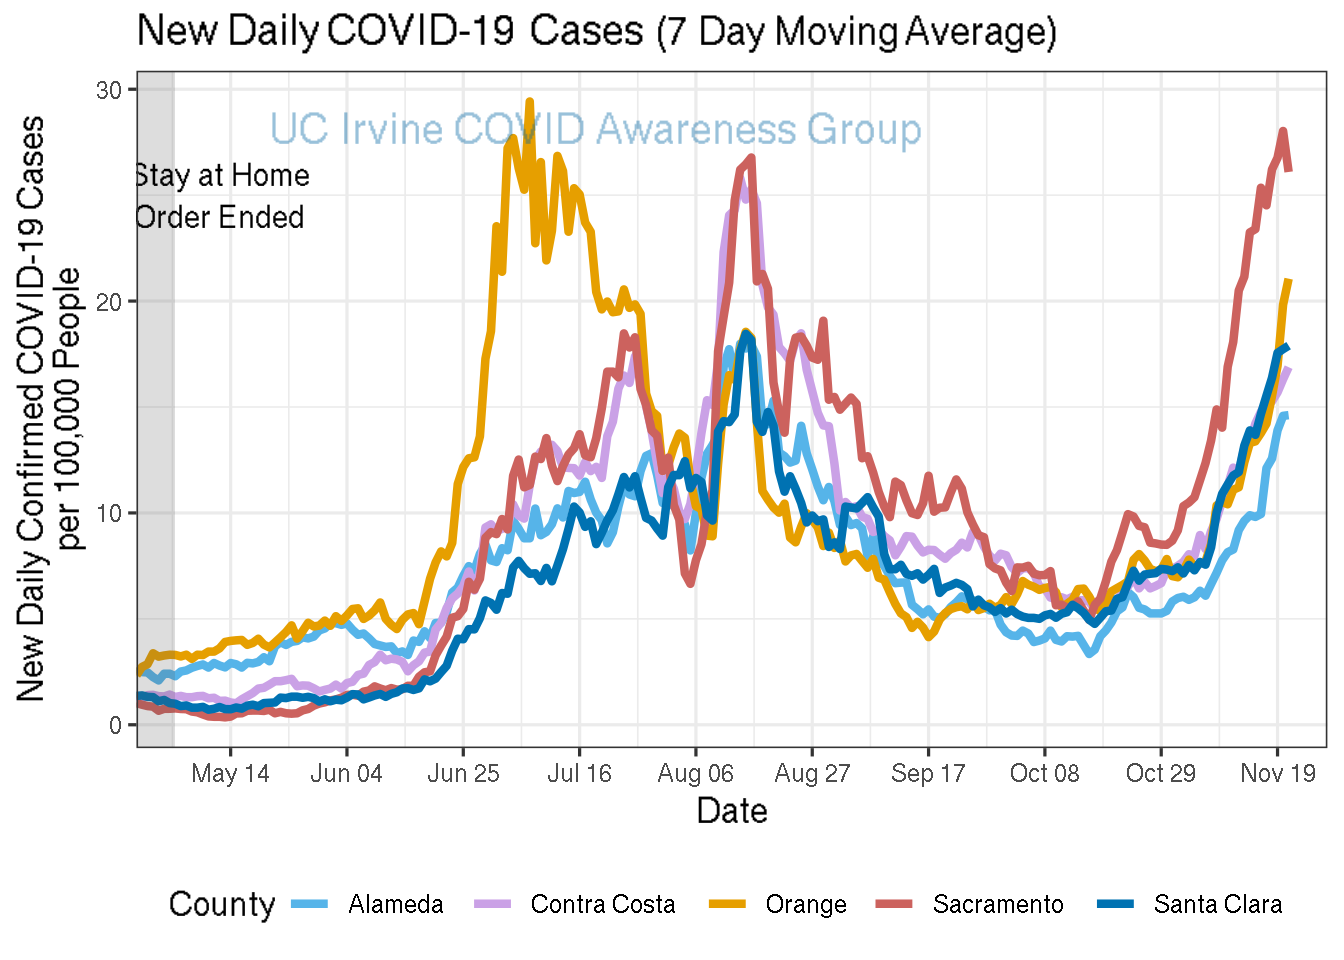 New Daily COVID-19 Cases (7 Day Moving Average)
UC Irvine COVID Awareness Group
Stay at Home
Order Ended
New Daily Confirmed COVID-19 Cases
per 100,000 People
30
20
10
0
May 14 Jun 04 Jun 25 Jul 16 Aug 06 Aug 27 Sep 17 Oct 08 Oct 29 Nov 19
Date
County Alameda Contra Costa Orange Sacramento Santa Clara